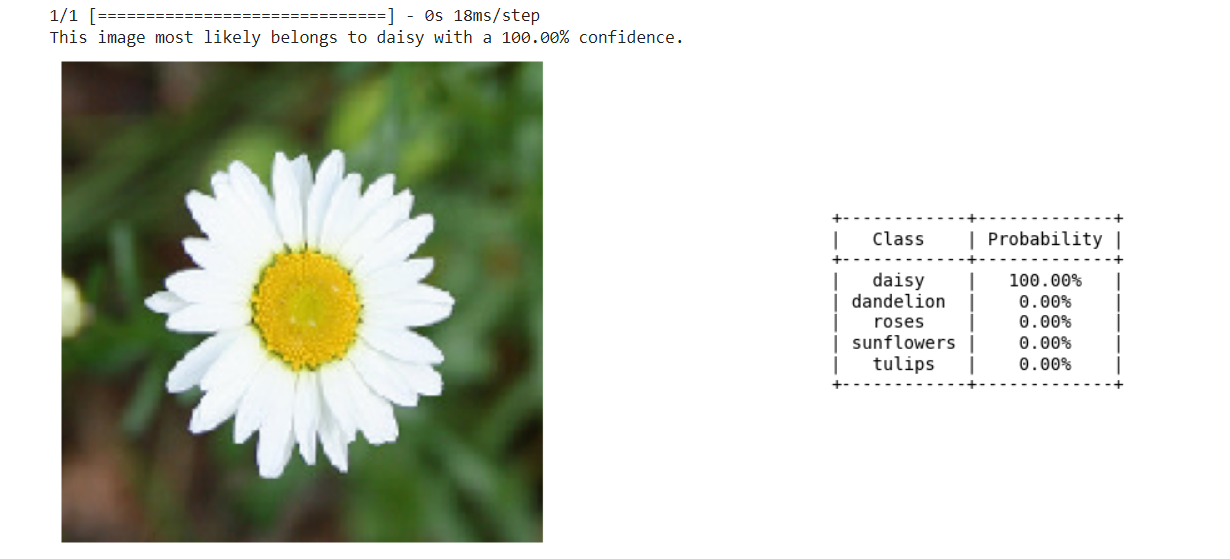 1/1 [==============================] - 0s 18ms/step
This image most likely belongs to daisy with a 100.00% confidence.
+------------+-------------+
|   Class    | Probability |
+------------+-------------+
|   daisy    |   100.00%   |
| dandelion  |    0.00%    |
|   roses    |    0.00%    |
| sunflowers |    0.00%    |
|   tulips   |    0.00%    |
+------------+-------------+